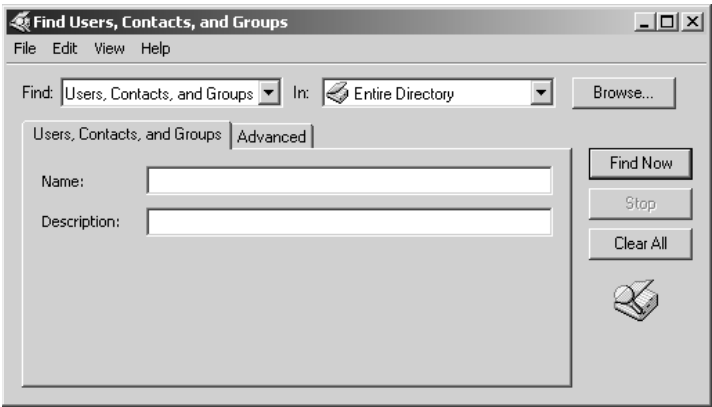 Find Users, Contacts, and Groups
File Edit View Help
Find: Users, Contacts, and Groups In: Entire Directory Browse...
Users, Contacts, and Groups Advanced
Find Now
Name:
Stop
Description:
Clear All